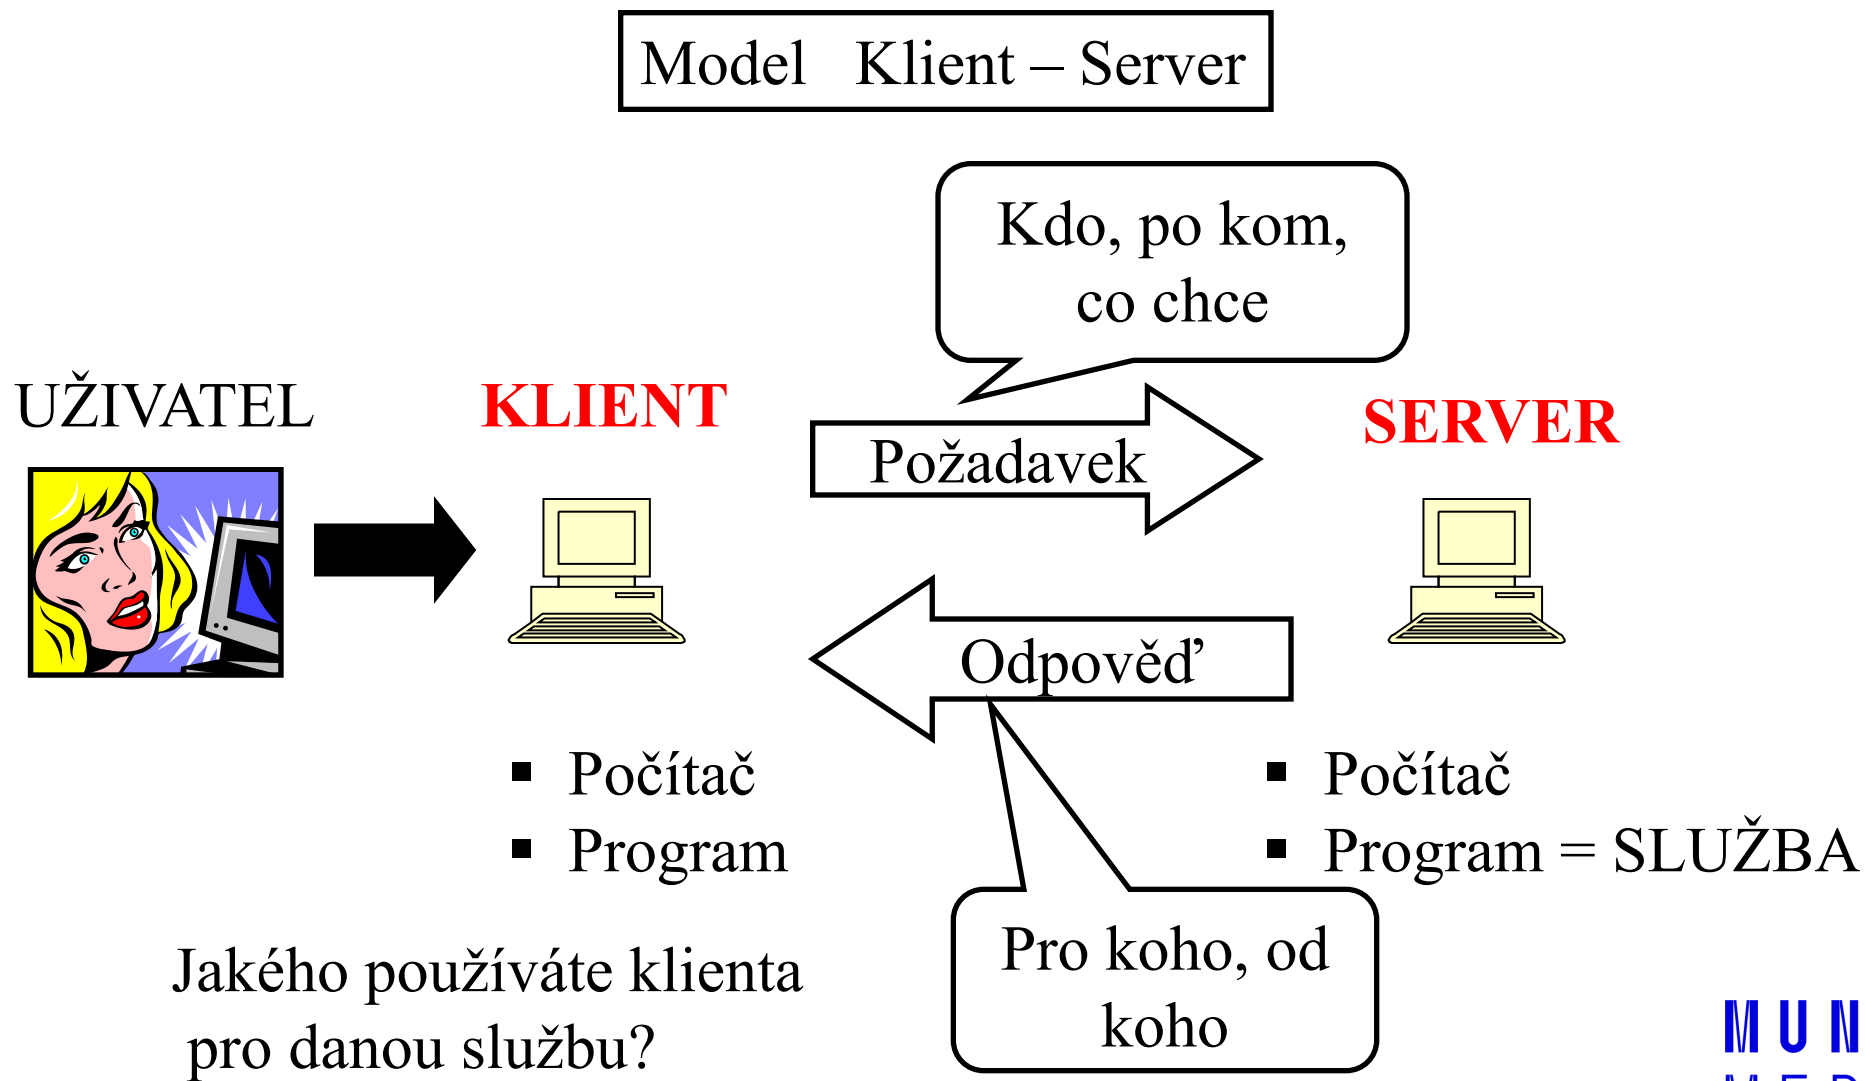 Model Klient – Server
Kdo, po kom,
co chce
UŽIVATEL
KLIENT
Požadavek
SERVER
Odpověď
▪ Počítač
▪ Program
▪ Počítač
▪ Program = SLUŽBA
Pro koho, od
koho
Jakého používáte klienta
pro danou službu?
MUN